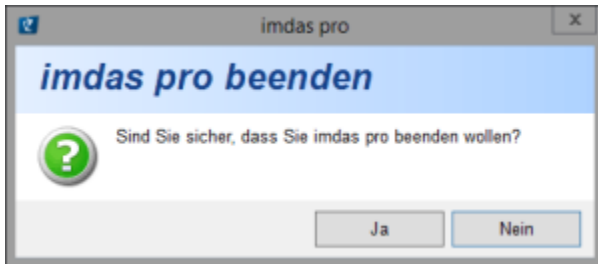 imdas pro
imdas pro beenden
Sind Sie sicher, dass Sie imdas pro beenden wollen?
Ja
Nein